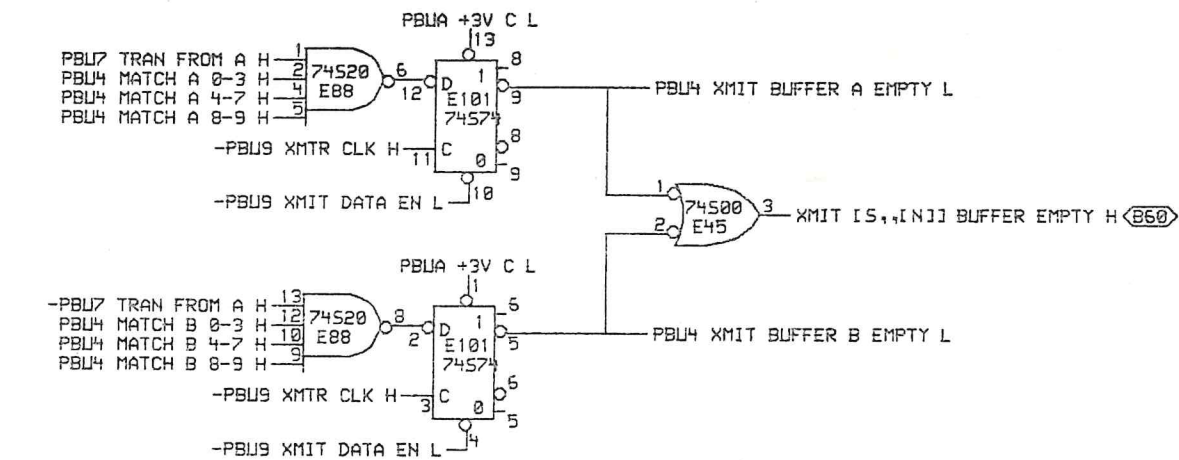 PBUA +3V C L
13
PBU7 TRAN FROM A H 1
PBU4 MATCH A 0-3 H 2
PBU4 MATCH A 4-7 H 4
PBU4 MATCH A 8-9 H 5
74S20
E88
6
12
D 1
E101
74S74
8
9
PBU4 XMIT BUFFER A EMPTY L
-PBU9 XMTR CLK H
11
C
0
8
9
-PBU9 XMIT DATA EN L
10
1
2
74S00
E45
3
XMIT [S,,[N]] BUFFER EMPTY H
B60
PBUA +3V C L
1
-PBU7 TRAN FROM A H 13
PBU4 MATCH B 0-3 H 12
PBU4 MATCH B 4-7 H 10
PBU4 MATCH B 8-9 H 9
74S20
E88
8
2
D 1
E101
74S74
6
5
PBU4 XMIT BUFFER B EMPTY L
-PBU9 XMTR CLK H
3
C
0
6
5
-PBU9 XMIT DATA EN L
4